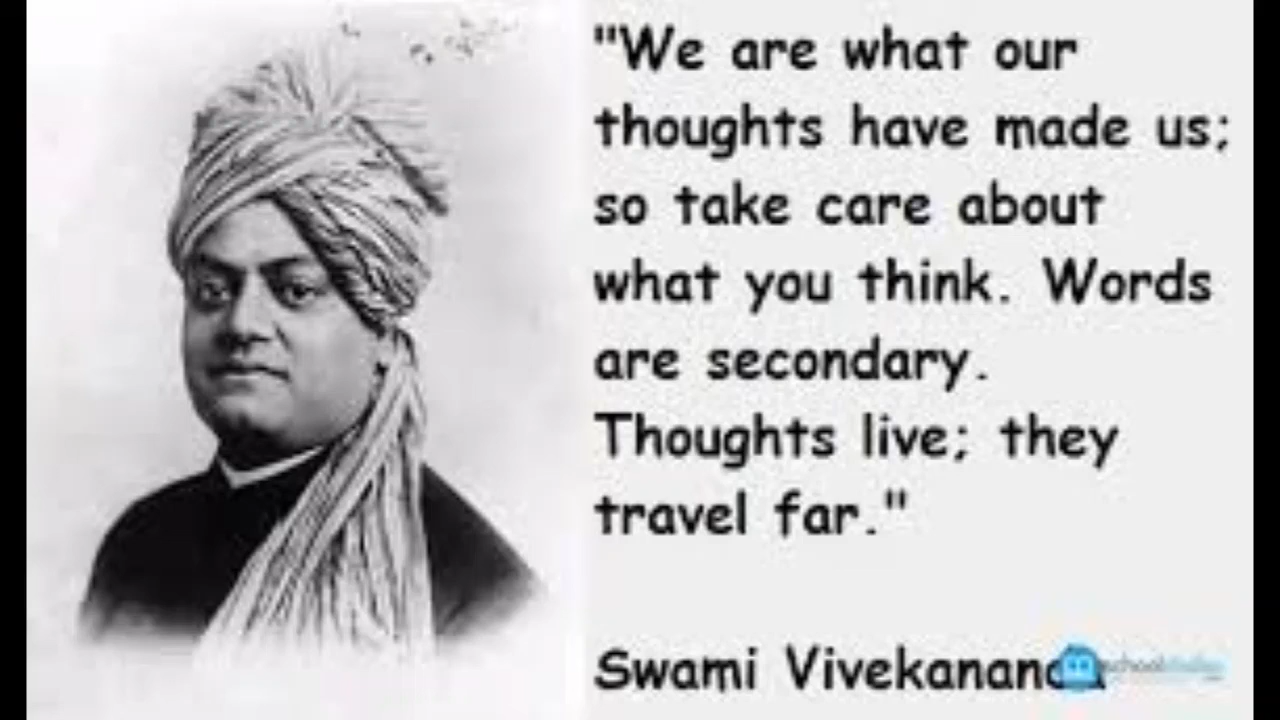 "We are what our
thoughts have made us;
so take care about
what you think. Words
are secondary.
Thoughts live; they
travel far."
Swami Vivekananda